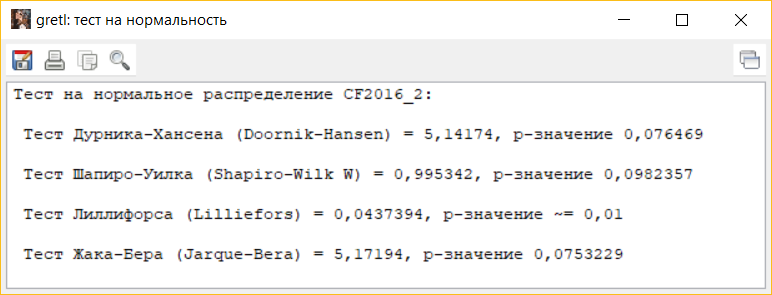 gretl: тест на нормальность
Тест на нормальное распределение CF2016_2:
Тест Дурника-Хансена (Doornik-Hansen) = 5,14174, р-значение 0,076469
Тест Шапиро-Уилка (Shapiro-Wilk W) = 0,995342, р-значение 0,0982357
Тест Лиллифорса (Lilliefors) = 0,0437394, р-значение ~= 0,01
Тест Жака-Бера (Jarque-Bera) = 5,17194, р-значение 0,0753229